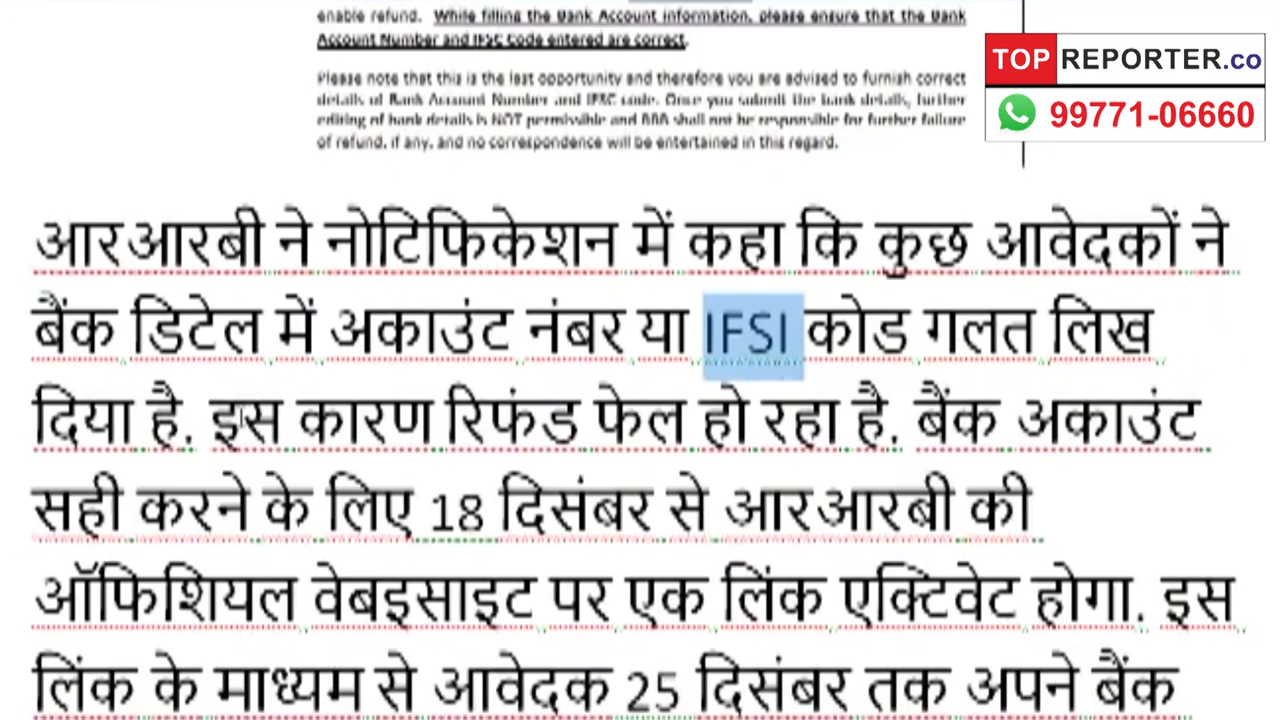 enable refund. While filling the Bank Account information, please ensure that the Bank
Account Number and IFSC Code entered are correct.
Please note that this is the last opportunity and therefore you are advised to furnish correct
details of Bank Account Number and IFSC code. Once you submit the bank details, further
editing of bank details is NOT permissible and RRB shall not be responsible for further failure
of refund, if any, and no correspondence will be entertained in this regard.
TOP REPORTER.co
99771-06660
आरआरबी ने नोटिफिकेशन में कहा कि कुछ आवेदकों ने
बैंक डिटेल में अकाउंट नंबर या IFSI कोड गलत लिख
दिया है. इस कारण रिफंड फेल हो रहा है. बैंक अकाउंट
सही करने के लिए 18 दिसंबर से आरआरबी की
ऑफिशियल वेबइसाइट पर एक लिंक एक्टिवेट होगा. इस
लिंक के माध्यम से आवेदक 25 दिसंबर तक अपने बैंक